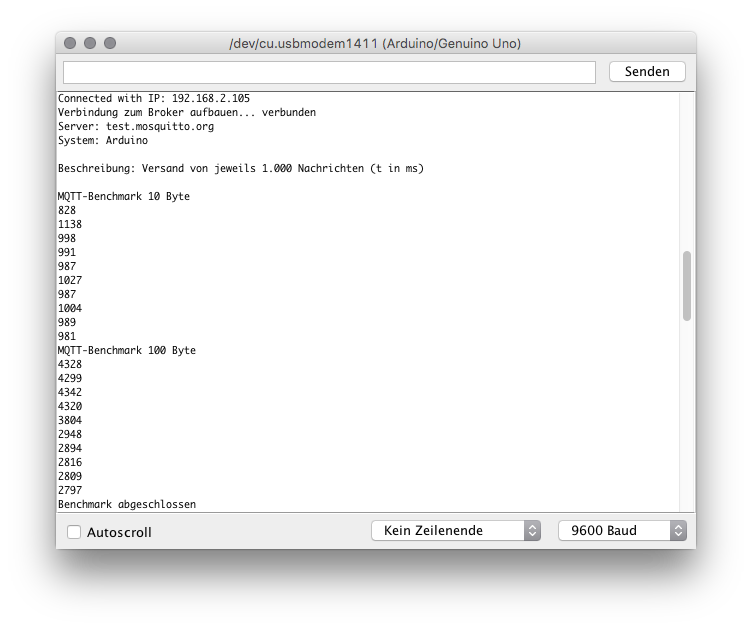 /dev/cu.usbmodem1411 (Arduino/Genuino Uno)
Senden
Connected with IP: 192.168.2.105
Verbindung zum Broker aufbauen... verbunden
Server: test.mosquitto.org
System: Arduino
Beschreibung: Versand von jeweils 1.000 Nachrichten (t in ms)
MQTT-Benchmark 10 Byte
828
1138
998
991
987
1027
987
1004
989
981
MQTT-Benchmark 100 Byte
4328
4299
4342
4320
3804
2948
2894
2816
2809
2797
Benchmark abgeschlossen
Autoscroll
Kein Zeilenende
9600 Baud